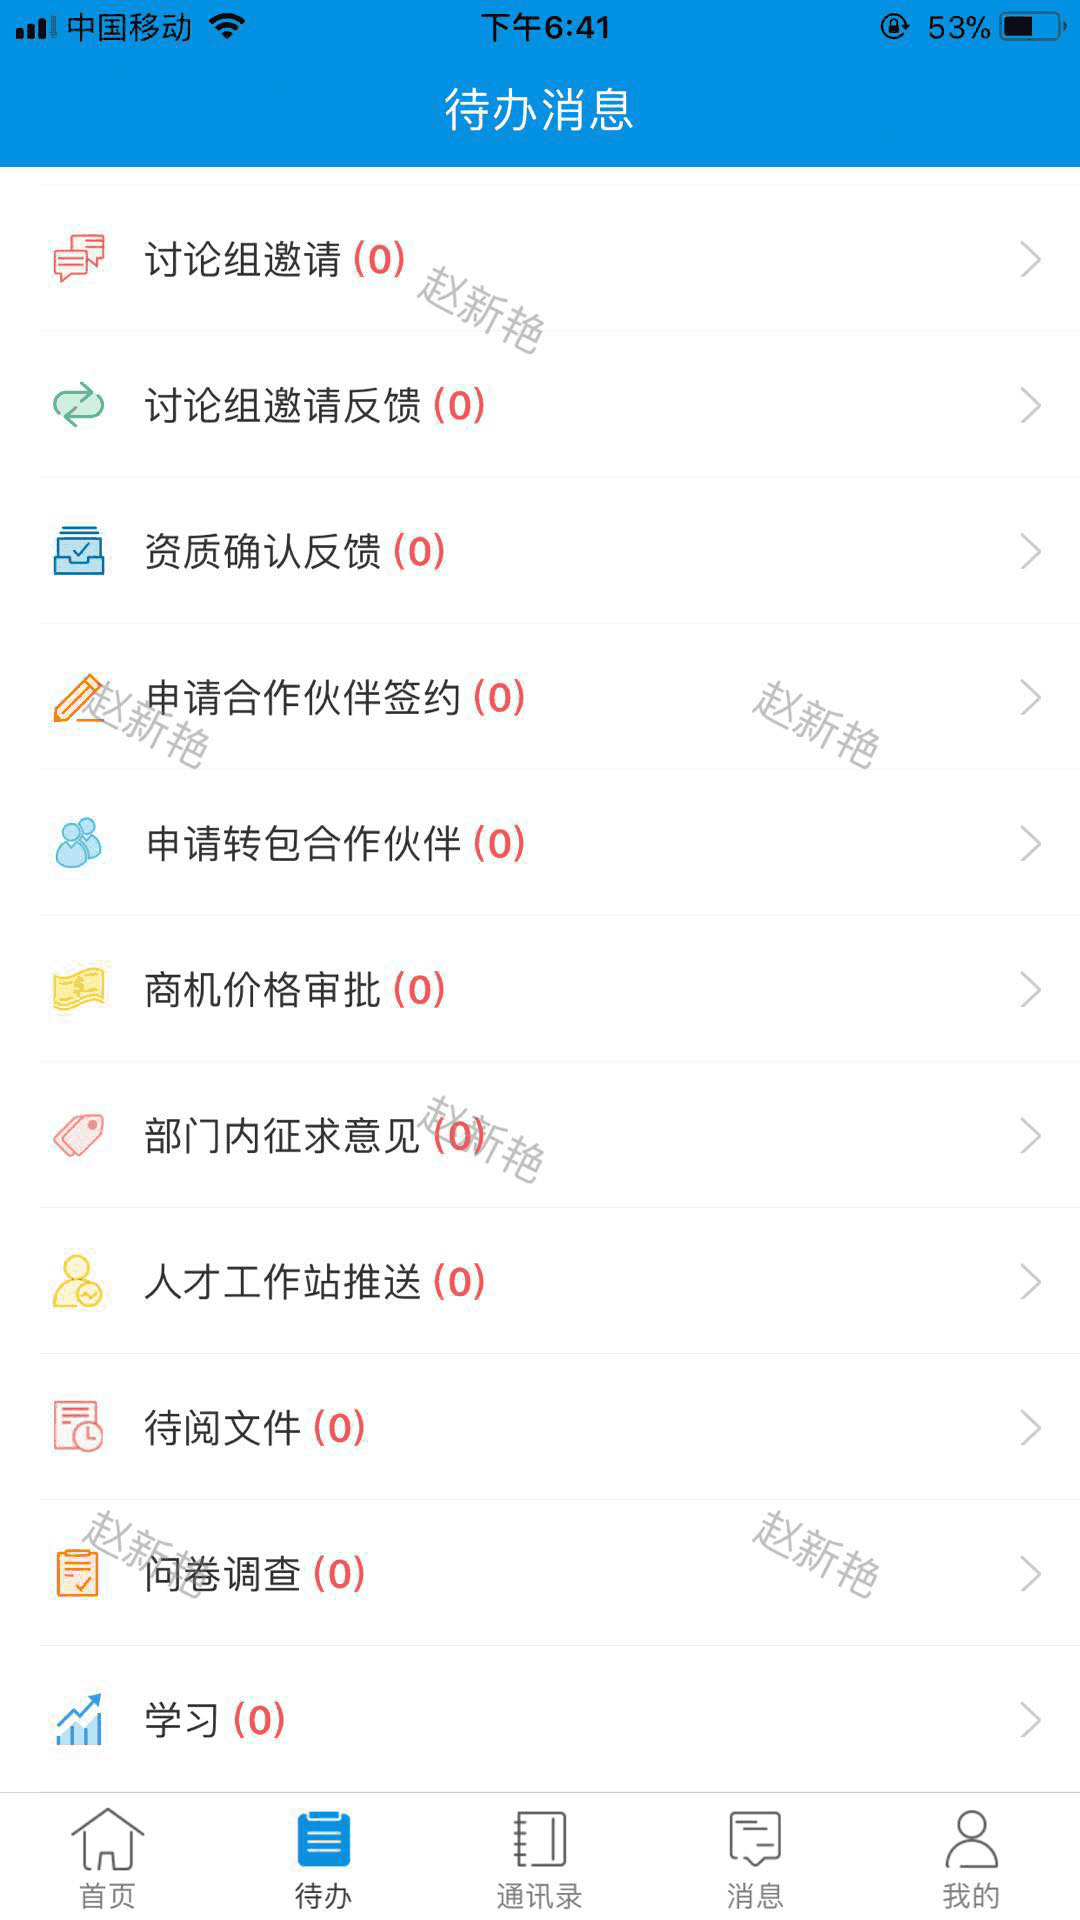 中国移动 下午6:41 53%
待办消息
讨论组邀请 (0)
赵新艳
讨论组邀请反馈 (0)
资质确认反馈 (0)
申请合作伙伴签约 (0)
赵新艳 赵新艳
申请转包合作伙伴 (0)
商机价格审批 (0)
部门内征求意见 (0)
赵新艳
人才工作站推送 (0)
待阅文件 (0)
问卷调查 (0)
赵新艳 赵新艳
学习 (0)
首页 待办 通讯录 消息 我的